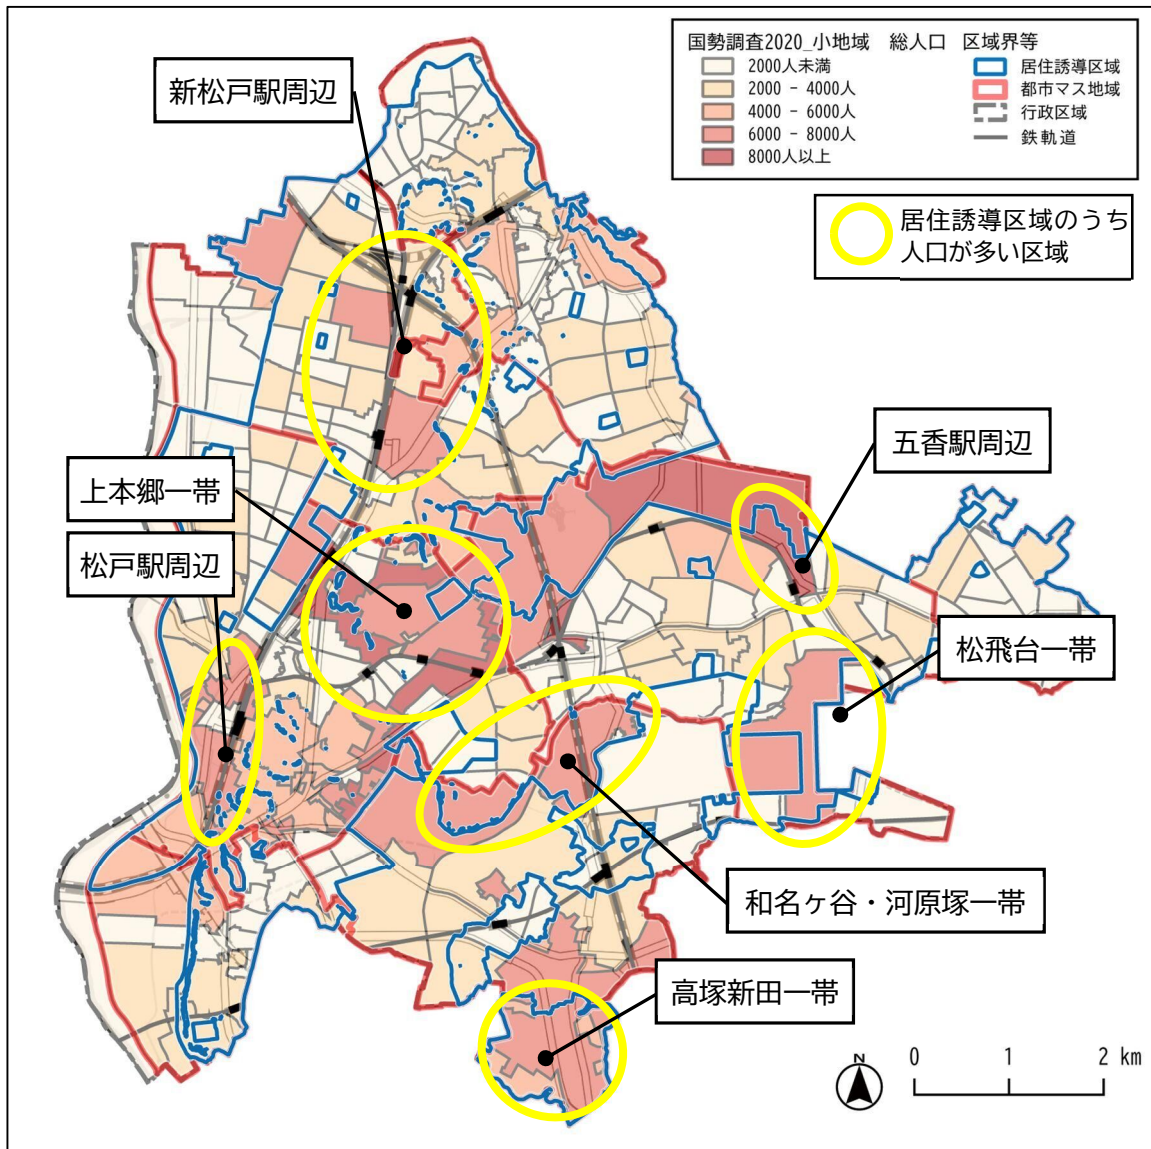 国勢調査2020_小地域 総人口 区域界等
2000人未満
2000 - 4000人
4000 - 6000人
6000 - 8000人
8000人以上
居住誘導区域
都市マス地域
行政区域
鉄軌道
居住誘導区域のうち
人口が多い区域
新松戸駅周辺
五香駅周辺
上本郷一帯
松戸駅周辺
松飛台一帯
和名ヶ谷・河原塚一帯
高塚新田一帯
N
0 1 2 km